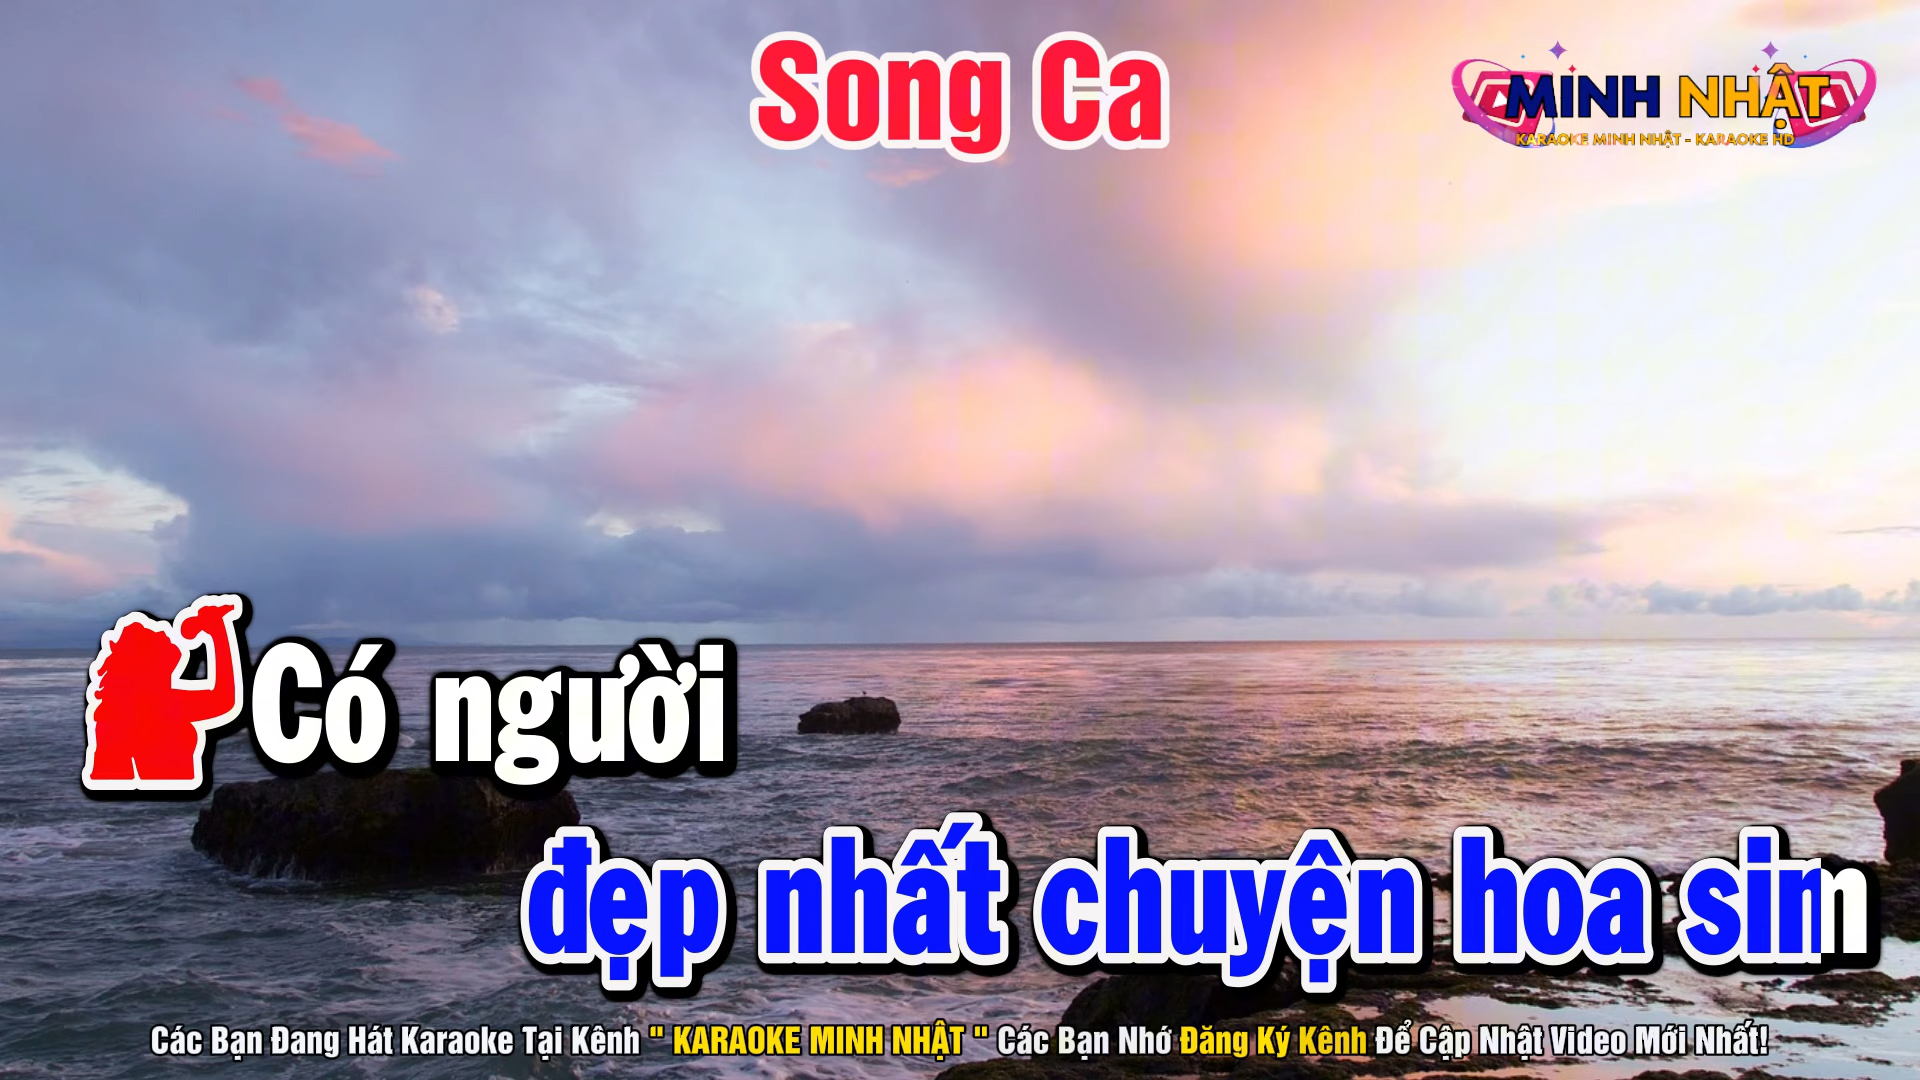 Song Ca
MINH NHẬT
KARAOKE MINH NHẬT - KARAOKE HD
Có người
đẹp nhất chuyện hoa sim
Các Bạn Đang Hát Karaoke Tại Kênh " KARAOKE MINH NHẬT " Các Bạn Nhớ Đăng Ký Kênh Để Cập Nhật Video Mới Nhất!